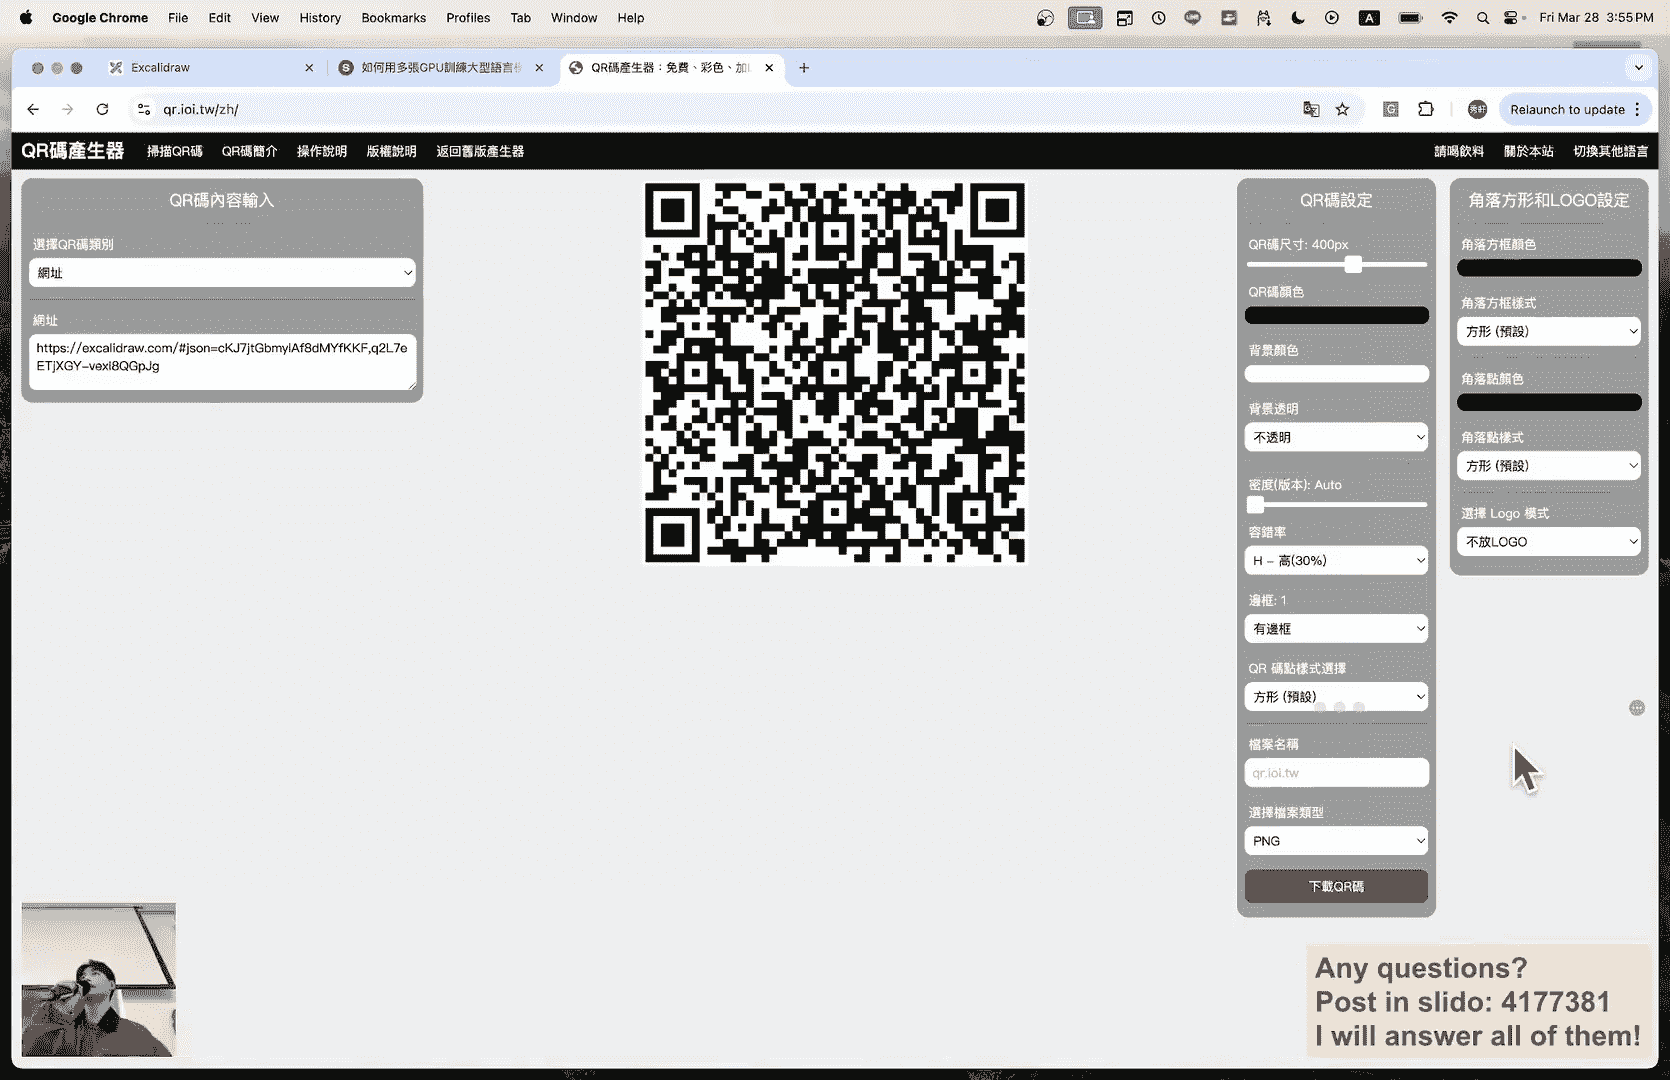 Google Chrome File Edit View History Bookmarks Profiles Tab Window Help
A
Fri Mar 28 3:55 PM
Excalidraw
如何用多張GPU訓練大型語言
QR碼產生器：免費、彩色、加
qr.ioi.tw/zh/
Relaunch to update
QR碼產生器 掃描QR碼 QR碼簡介 操作說明 版權說明 返回舊版產生器
請喝飲料 關於本站 切換其他語言
QR碼內容輸入
選擇QR碼類別
網址
網址
https://excalidraw.com/#json=cKJ7jtGbmyiAf8dMYfKKF,q2L7e
ETjXGY-vexI8QGpJg
QR碼設定
QR碼尺寸: 400px
QR碼顏色
背景顏色
背景透明
不透明
密度(版本): Auto
容錯率
H - 高(30%)
邊框: 1
有邊框
QR 碼點樣式選擇
方形 (預設)
檔案名稱
qr.ioi.tw
選擇檔案類型
PNG
下載QR碼
角落方形和LOGO設定
角落方框顏色
角落方框樣式
方形 (預設)
角落點顏色
角落點樣式
方形 (預設)
選擇 Logo 模式
不放LOGO
Any questions?
Post in slido: 4177381
I will answer all of them!